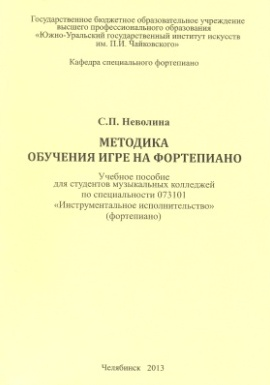 Государственное бюджетное образовательное учреждение
высшего профессионального образования
«Южно-Уральский государственный институт искусств
им. П.И. Чайковского»
Кафедра специального фортепиано
С.П. Неволина
МЕТОДИКА
ОБУЧЕНИЯ ИГРЕ НА ФОРТЕПИАНО
Учебное пособие
для студентов музыкальных колледжей
по специальности 073101
«Инструментальное исполнительство»
(фортепиано)
Челябинск 2013